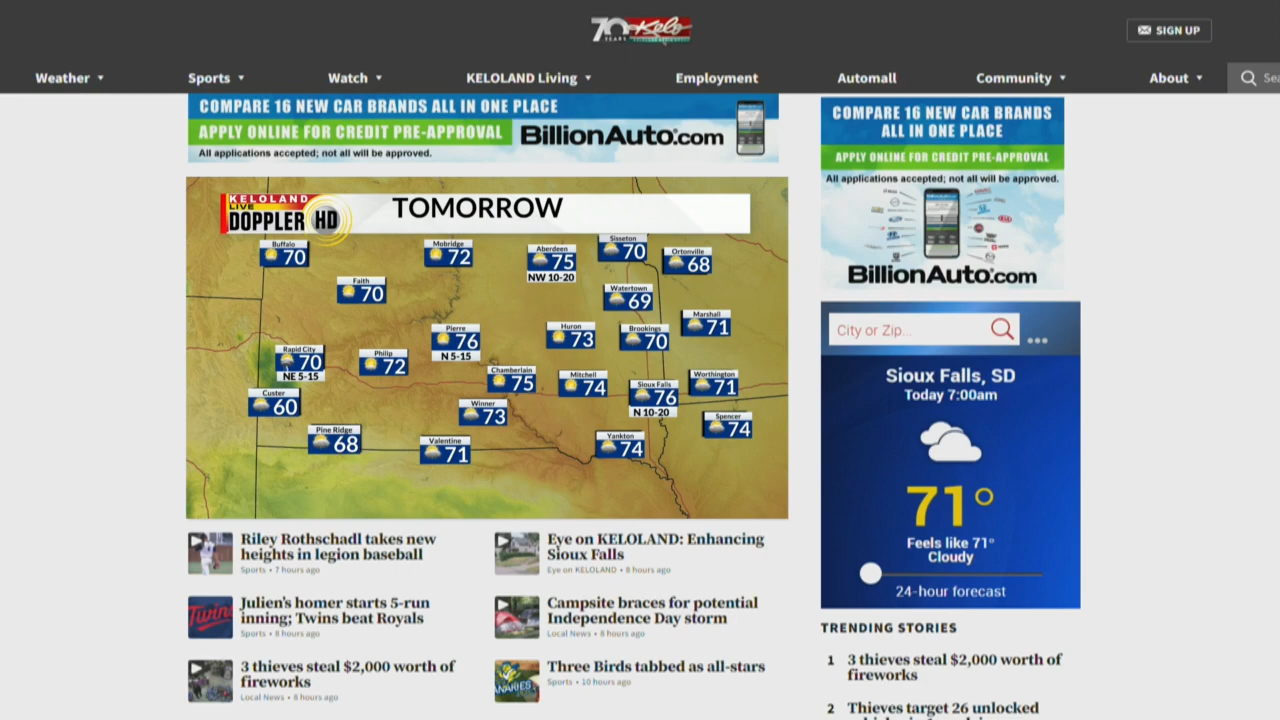 70 YEARS Kelo
SIGN UP
Weather
Sports
Watch
KELOLAND Living
Employment
Automall
Community
About
Sea
COMPARE 16 NEW CAR BRANDS ALL IN ONE PLACE
APPLY ONLINE FOR CREDIT PRE-APPROVAL
BillionAuto.com
All applications accepted; not all will be approved.
KELOLAND
LIVE
DOPPLER HD
TOMORROW
Buffalo
70
Mobridge
72
Aberdeen
75
NW 10-20
Sisseton
70
Ortonville
68
Faith
70
Watertown
69
Pierre
76
N 5-15
Huron
73
Brookings
70
Marshall
71
Rapid City
70
NE 5-15
Philip
72
Chamberlain
75
Mitchell
74
Sioux Falls
76
N 10-20
Worthington
71
Custer
60
Winner
73
Spencer
74
Pine Ridge
68
Valentine
71
Yankton
74
Riley Rothschadl takes new
heights in legion baseball
Sports • 7 hours ago
Eye on KELOLAND: Enhancing
Sioux Falls
Eye on KELOLAND • 8 hours ago
Twins
Julien's homer starts 5-run
inning; Twins beat Royals
Sports • 8 hours ago
Campsite braces for potential
Independence Day storm
Local News • 8 hours ago
3 thieves steal $2,000 worth of
fireworks
Local News • 8 hours ago
ANARIES
Three Birds tabbed as all-stars
Sports • 10 hours ago
COMPARE 16 NEW CAR BRANDS
ALL IN ONE PLACE
APPLY ONLINE FOR CREDIT PRE-APPROVAL
All applications accepted; not all will be approved.
BillionAuto.com
City or Zip...
Sioux Falls, SD
Today 7:00am
71°
Feels like 71°
Cloudy
24-hour forecast
TRENDING STORIES
1 3 thieves steal $2,000 worth of
fireworks
2 Thieves target 26 unlocked